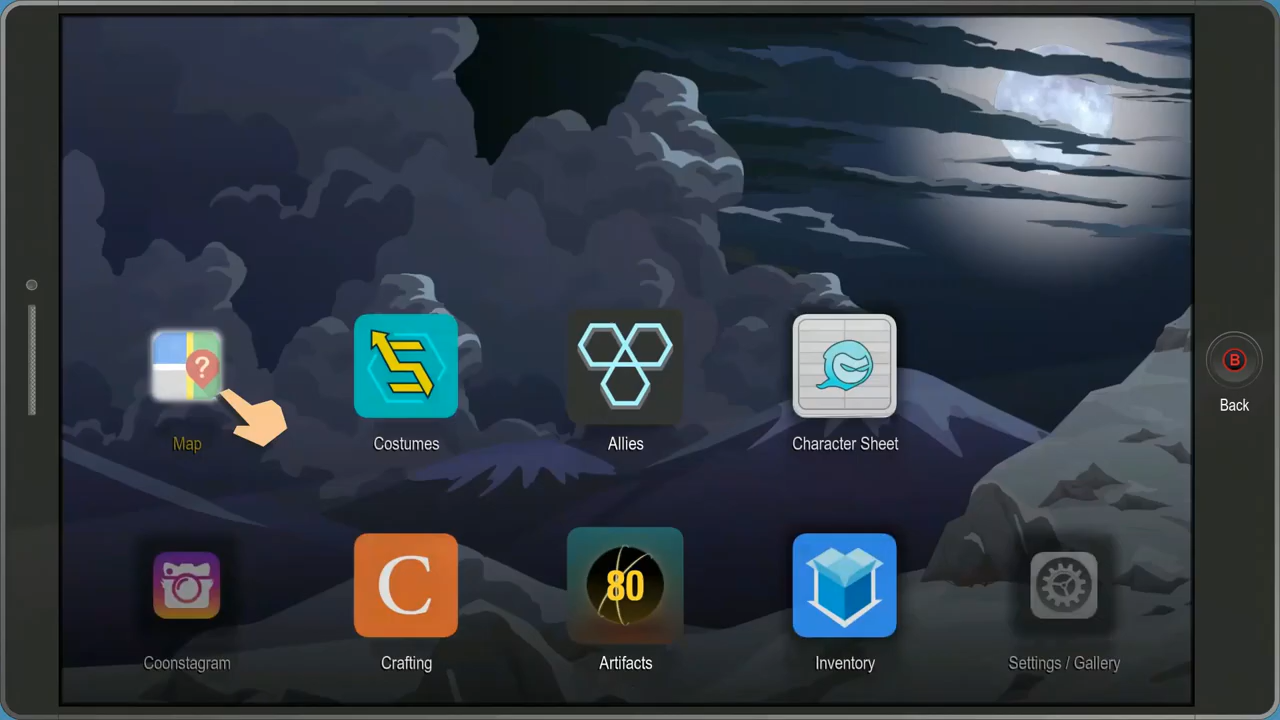 ?
Map
Costumes
Allies
Character Sheet
B
Back
C
80
Coonstagram
Crafting
Artifacts
Inventory
Settings / Gallery